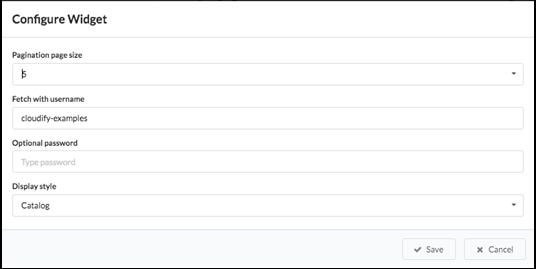 Configure Widget
Pagination page size
5
Fetch with username
cloudify-examples
Optional password
Type password
Display style
Catalog
Save
Cancel